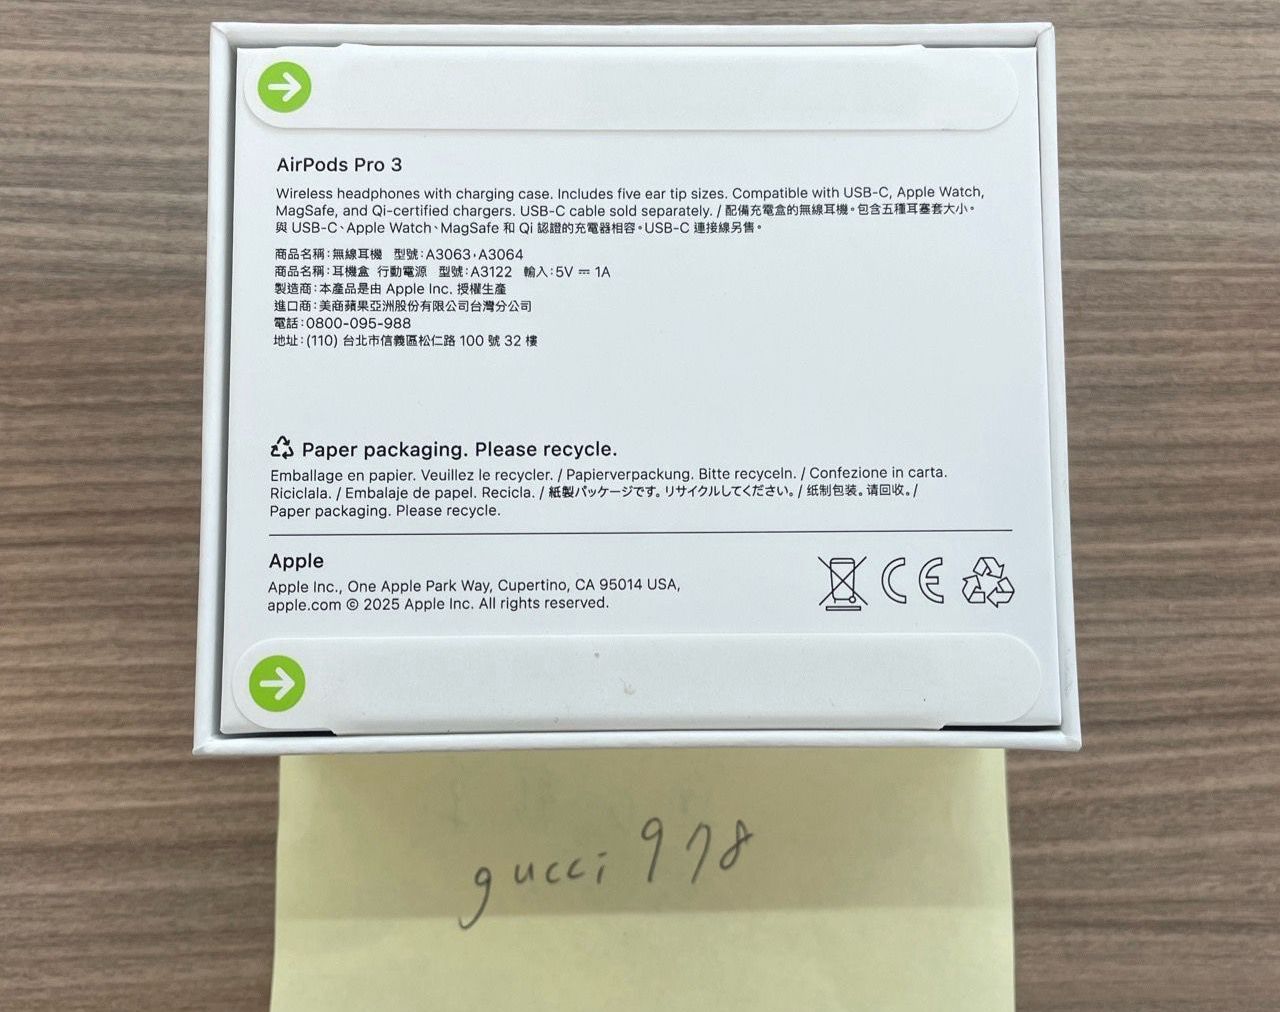 AirPods Pro 3
Wireless headphones with charging case. Includes five ear tip sizes. Compatible with USB-C, Apple Watch,
MagSafe, and Qi-certified chargers. USB-C cable sold separately. / 配備充電盒的無線耳機。包含五種耳塞套大小。
與 USB-C、Apple Watch、MagSafe 和 Qi 認證的充電器相容。USB-C 連接線另售。
商品名稱:無線耳機 型號:A3063,A3064
商品名稱:耳機盒 行動電源 型號:A3122 輸入:5V ⎓ 1A
製造商:本產品是由 Apple Inc. 授權生產
進口商:美商蘋果亞洲股份有限公司台灣分公司
電話:0800-095-988
地址:(110) 台北市信義區松仁路 100 號 32 樓
Paper packaging. Please recycle.
Emballage en papier. Veuillez le recycler. / Papierverpackung. Bitte recyceln. / Confezione in carta.
Riciclala. / Embalaje de papel. Recicla. / 紙製パッケージです。リサイクルしてください。/ 纸制包装。请回收。/
Paper packaging. Please recycle.
Apple
Apple Inc., One Apple Park Way, Cupertino, CA 95014 USA,
apple.com © 2025 Apple Inc. All rights reserved.
CE
gucci 978